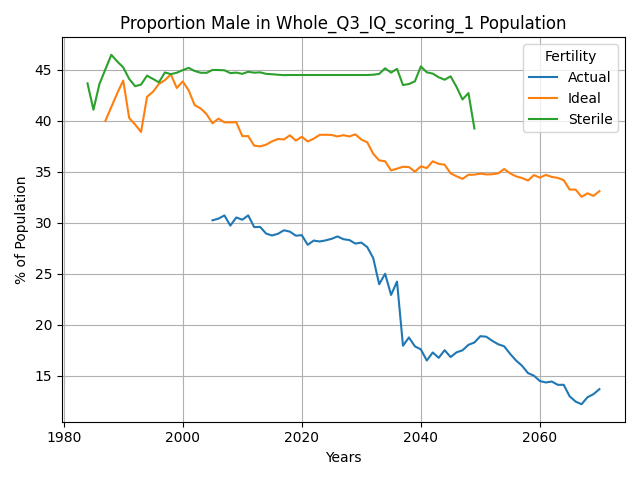 Proportion Male in Whole_Q3_IQ_scoring_1 Population
Fertility
Actual
Ideal
Sterile
% of Population
45
40
35
30
25
20
15
1980
2000
2020
2040
2060
Years